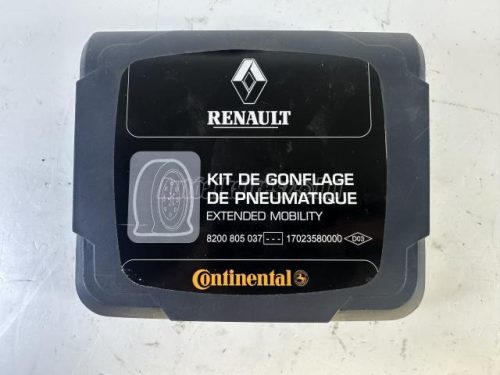 RENAULT
KIT DE GONFLAGE
DE PNEUMATIQUE
EXTENDED MOBILITY
8200 805 037 --- 17023580000 D03
Continental